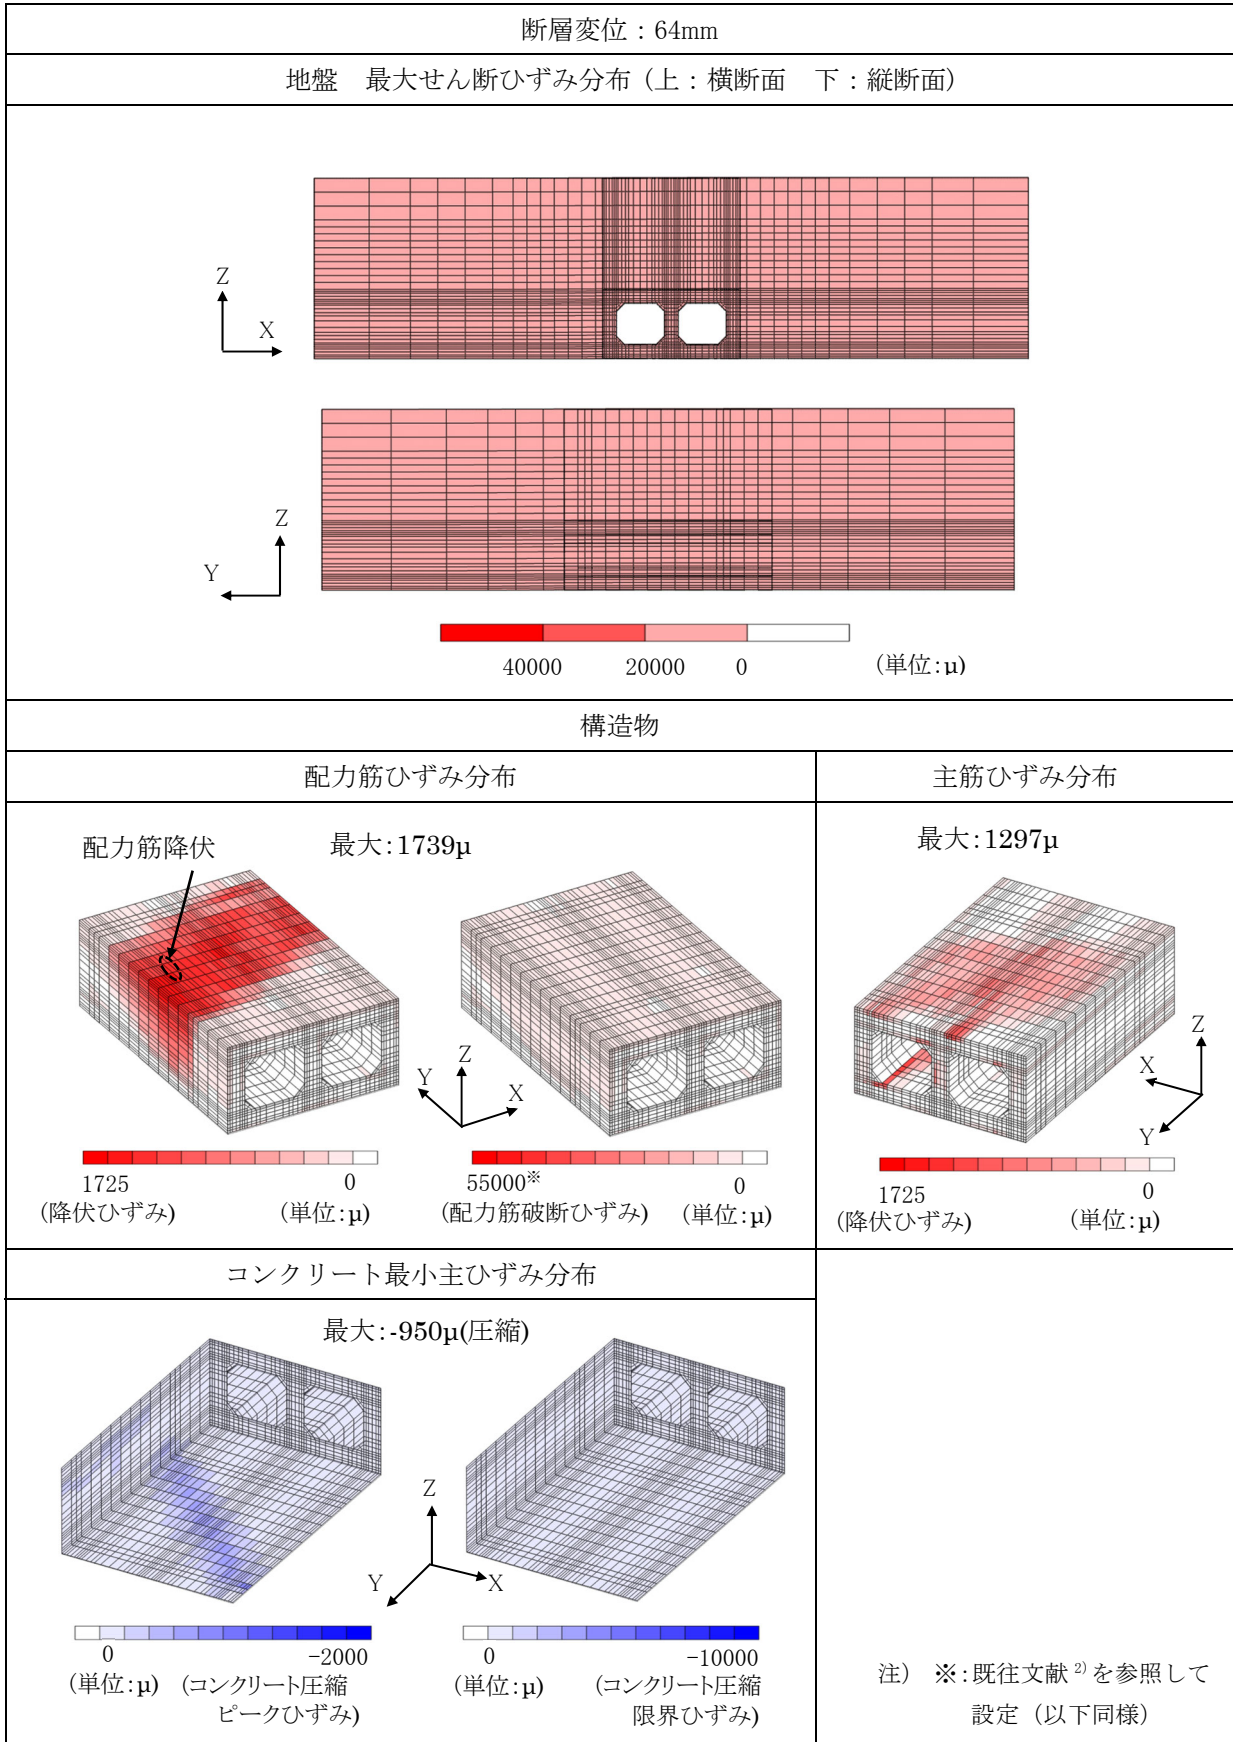 断層変位：64mm
地盤　最大せん断ひずみ分布（上：横断面　下：縦断面）
Z
X
Z
Y
40000 20000 0 (単位:μ)
構造物
配力筋ひずみ分布
主筋ひずみ分布
配力筋降伏
最大:1739μ
最大:1297μ
Y
Z
X
Z
X
Y
1725 0
(降伏ひずみ) (単位:μ)
55000※ 0
(配力筋破断ひずみ) (単位:μ)
1725 0
(降伏ひずみ) (単位:μ)
コンクリート最小主ひずみ分布
最大:-950μ(圧縮)
Z
Y
X
0 -2000
(単位:μ) (コンクリート圧縮
ピークひずみ)
0 -10000
(単位:μ) (コンクリート圧縮
限界ひずみ)
注） ※:既往文献2)を参照して
設定（以下同様）